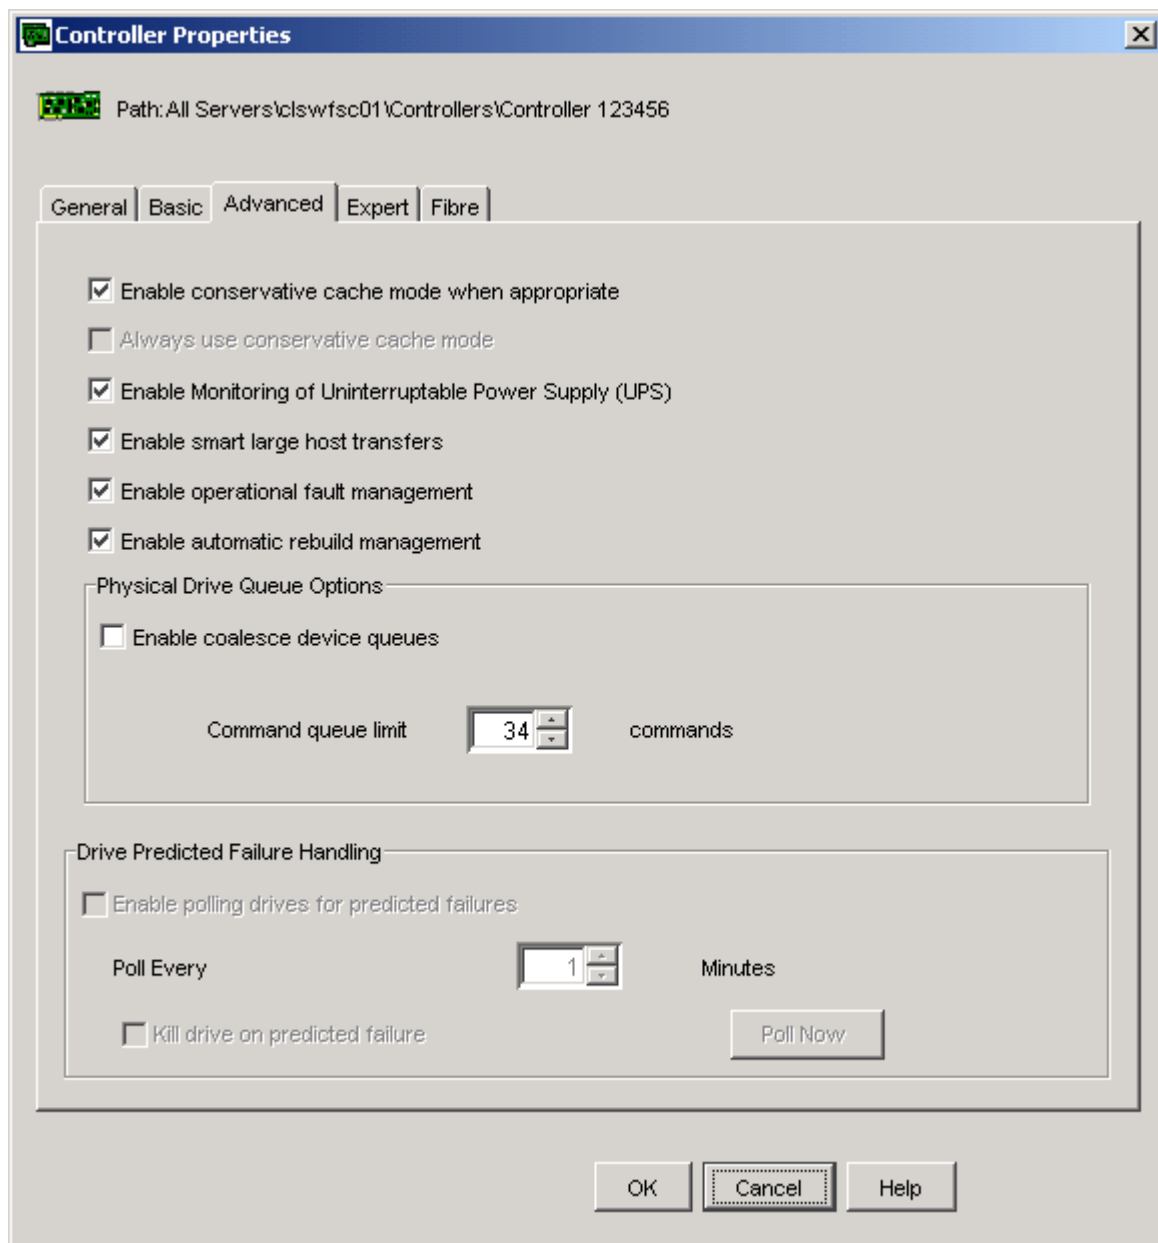 Controller Properties
Path:All Servers\clswfsc01\Controllers\Controller 123456
General Basic Advanced Expert Fibre
Enable conservative cache mode when appropriate
Always use conservative cache mode
Enable Monitoring of Uninterruptable Power Supply (UPS)
Enable smart large host transfers
Enable operational fault management
Enable automatic rebuild management
Physical Drive Queue Options
Enable coalesce device queues
Command queue limit 34 commands
Drive Predicted Failure Handling
Enable polling drives for predicted failures
Poll Every 1 Minutes
Kill drive on predicted failure Poll Now
OK Cancel Help